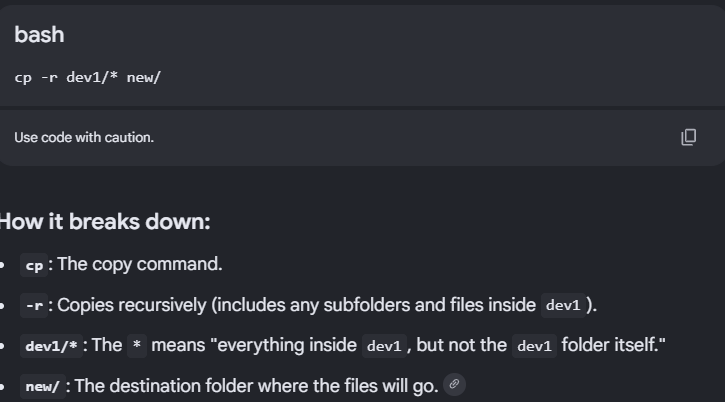 bash
cp -r dev1/* new/
Use code with caution.
How it breaks down:
cp: The copy command.
-r: Copies recursively (includes any subfolders and files inside dev1).
dev1/*: The * means "everything inside dev1, but not the dev1 folder itself."
new/: The destination folder where the files will go.